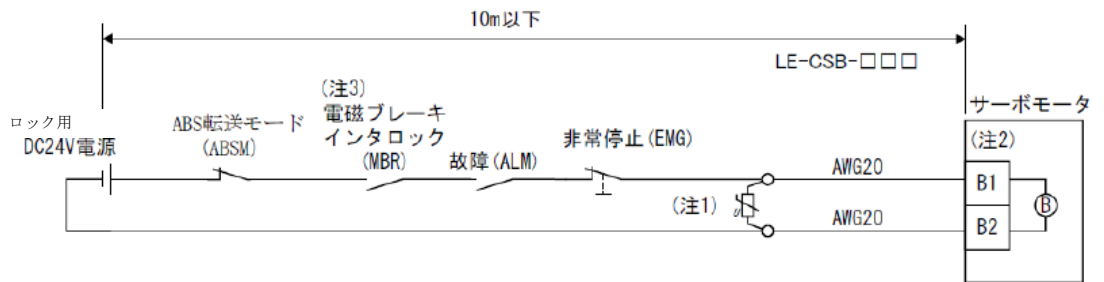 10m以下
LE-CSB-□□□
ロック用
DC24V電源
ABS転送モード
(ABSM)
(注3)
電磁ブレーキ
インタロック
(MBR)
故障(ALM)
非常停止(EMG)
(注1)
AWG20
AWG20
サーボモータ
(注2)
B1
B2
B
U